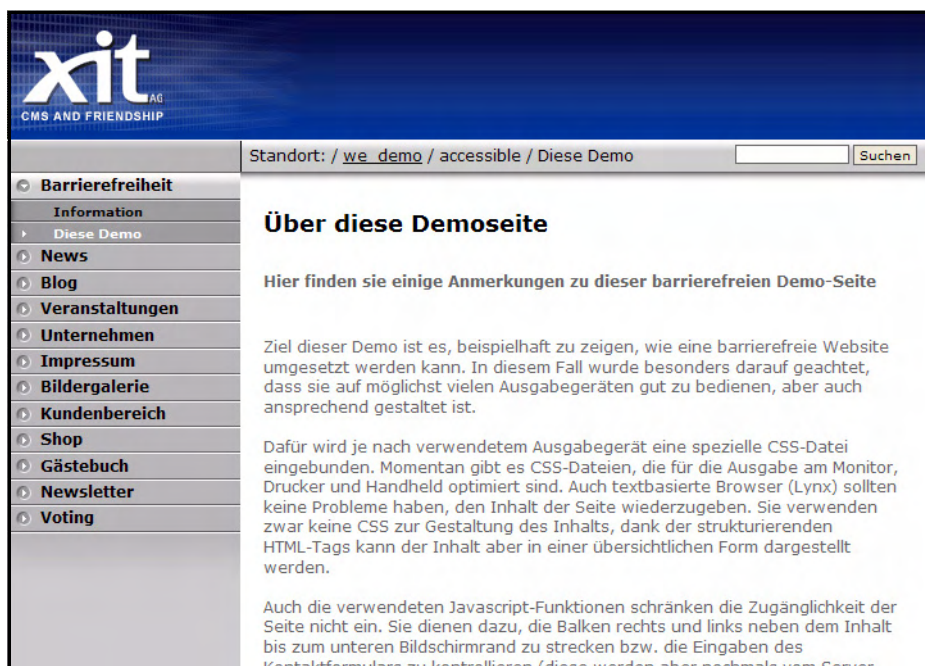 xit
AG
CMS AND FRIENDSHIP
Standort: / we_demo / accessible / Diese Demo
Suchen
Barrierefreiheit
Information
Diese Demo
News
Blog
Veranstaltungen
Unternehmen
Impressum
Bildergalerie
Kundenbereich
Shop
Gästebuch
Newsletter
Voting
Über diese Demoseite
Hier finden sie einige Anmerkungen zu dieser barrierefreien Demo-Seite
Ziel dieser Demo ist es, beispielhaft zu zeigen, wie eine barrierefreie Website
umgesetzt werden kann. In diesem Fall wurde besonders darauf geachtet,
dass sie auf möglichst vielen Ausgabegeräten gut zu bedienen, aber auch
ansprechend gestaltet ist.
Dafür wird je nach verwendetem Ausgabegerät eine spezielle CSS-Datei
eingebunden. Momentan gibt es CSS-Dateien, die für die Ausgabe am Monitor,
Drucker und Handheld optimiert sind. Auch textbasierte Browser (Lynx) sollten
keine Probleme haben, den Inhalt der Seite wiederzugeben. Sie verwenden
zwar keine CSS zur Gestaltung des Inhalts, dank der strukturierenden
HTML-Tags kann der Inhalt aber in einer übersichtlichen Form dargestellt
werden.
Auch die verwendeten Javascript-Funktionen schränken die Zugänglichkeit der
Seite nicht ein. Sie dienen dazu, die Balken rechts und links neben dem Inhalt
bis zum unteren Bildschirmrand zu strecken bzw. die Eingaben des
Kontaktformulars zu kontrollieren (diese werden aber nochmals vom Server